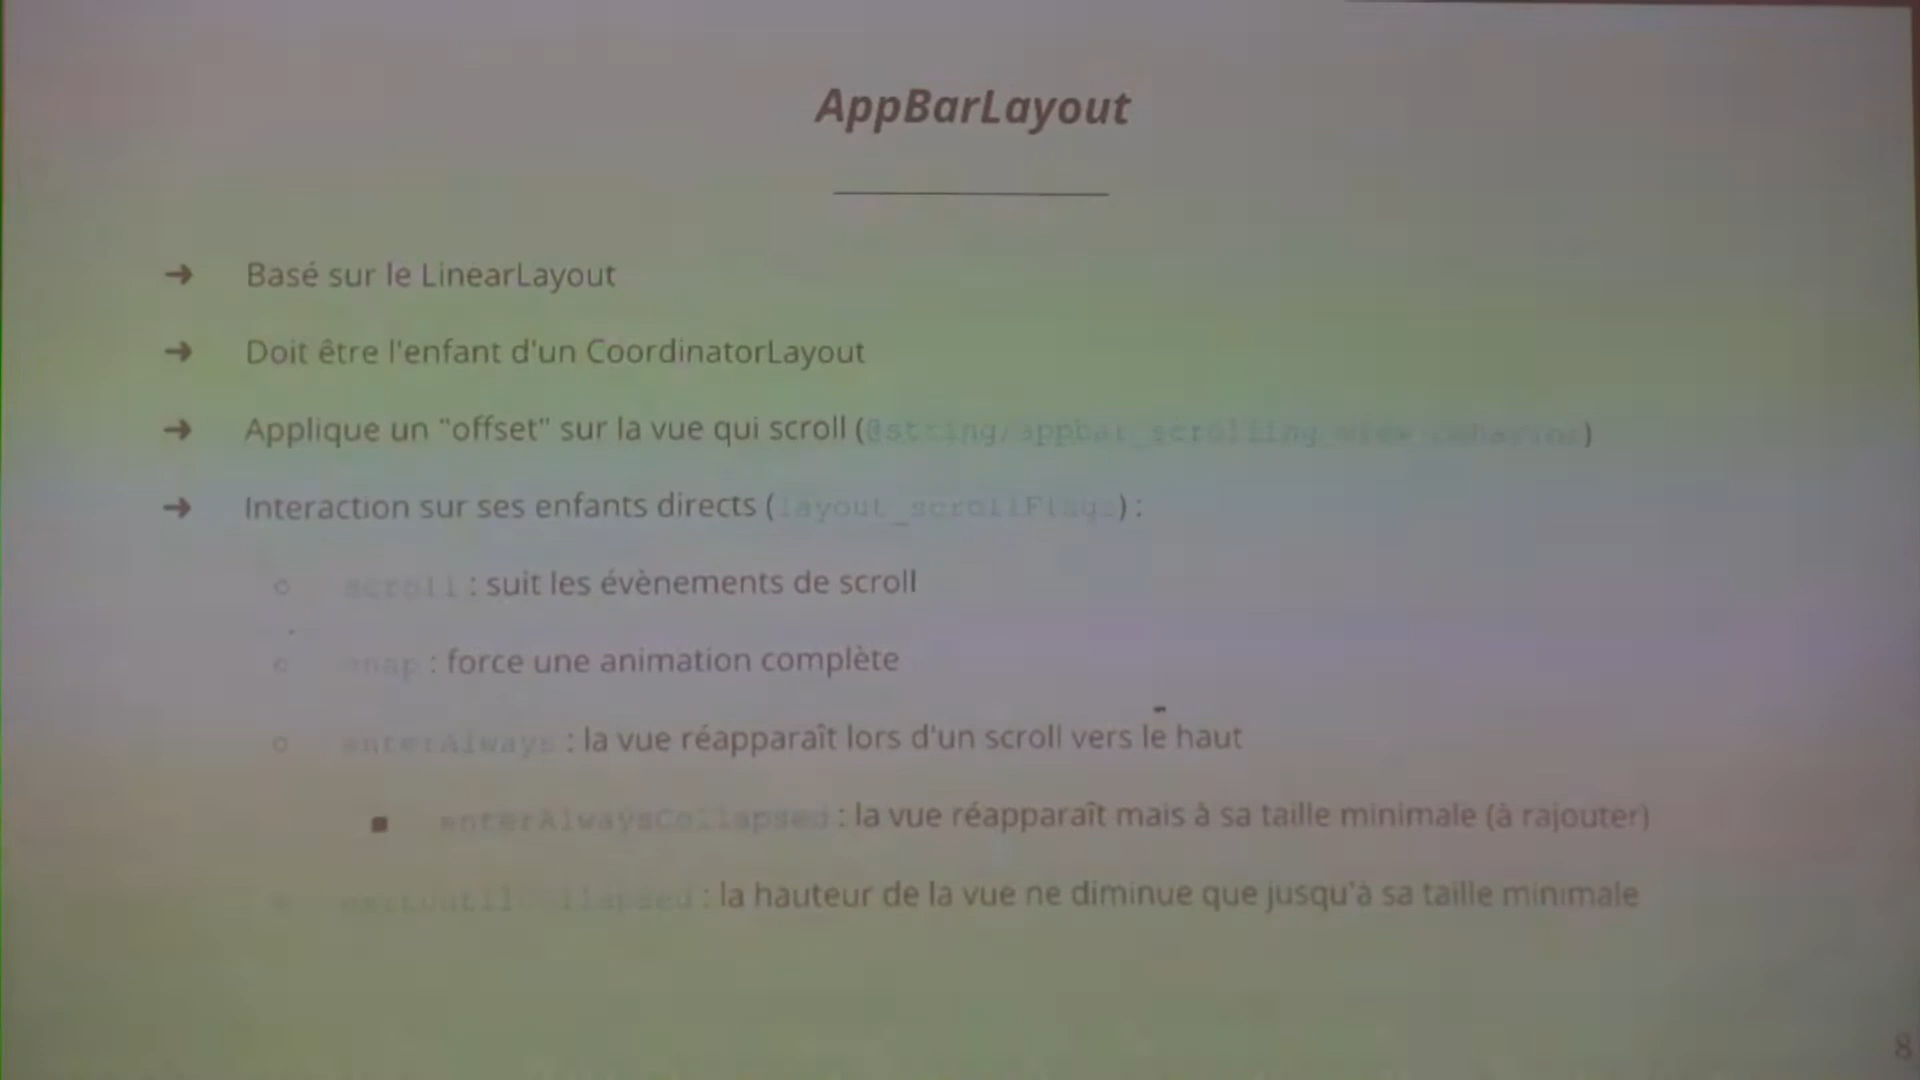 AppBarLayout
➔ Basé sur le LinearLayout
➔ Doit être l'enfant d'un CoordinatorLayout
➔ Applique un "offset" sur la vue qui scroll (@string/appbar_scrolling_view_behavior)
➔ Interaction sur ses enfants directs (layout_scrollFlags) :
○ scroll : suit les évènements de scroll
○ snap : force une animation complète
○ enterAlways : la vue réapparaît lors d'un scroll vers le haut
■ enterAlwaysCollapsed : la vue réapparaît mais à sa taille minimale (à rajouter)
○ : la hauteur de la vue ne diminue que jusqu'à sa taille minimale
8